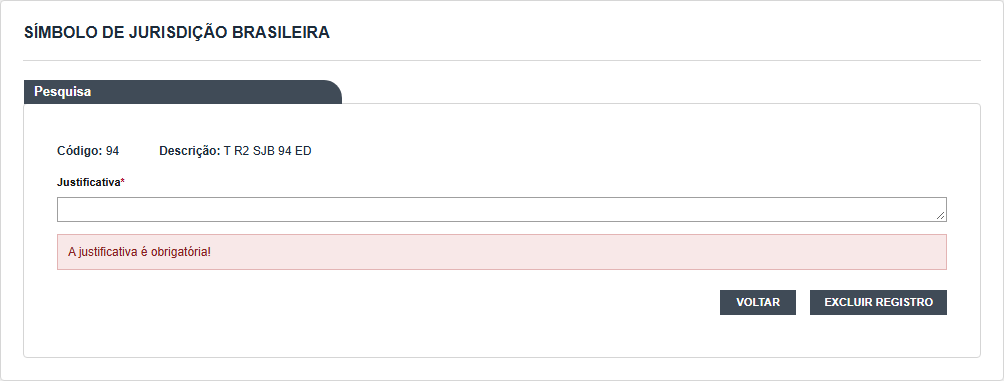 SÍMBOLO DE JURISDIÇÃO BRASILEIRA
Pesquisa
Código: 94 Descrição: T R2 SJB 94 ED
Justificativa*
A justificativa é obrigatória!
VOLTAR EXCLUIR REGISTRO